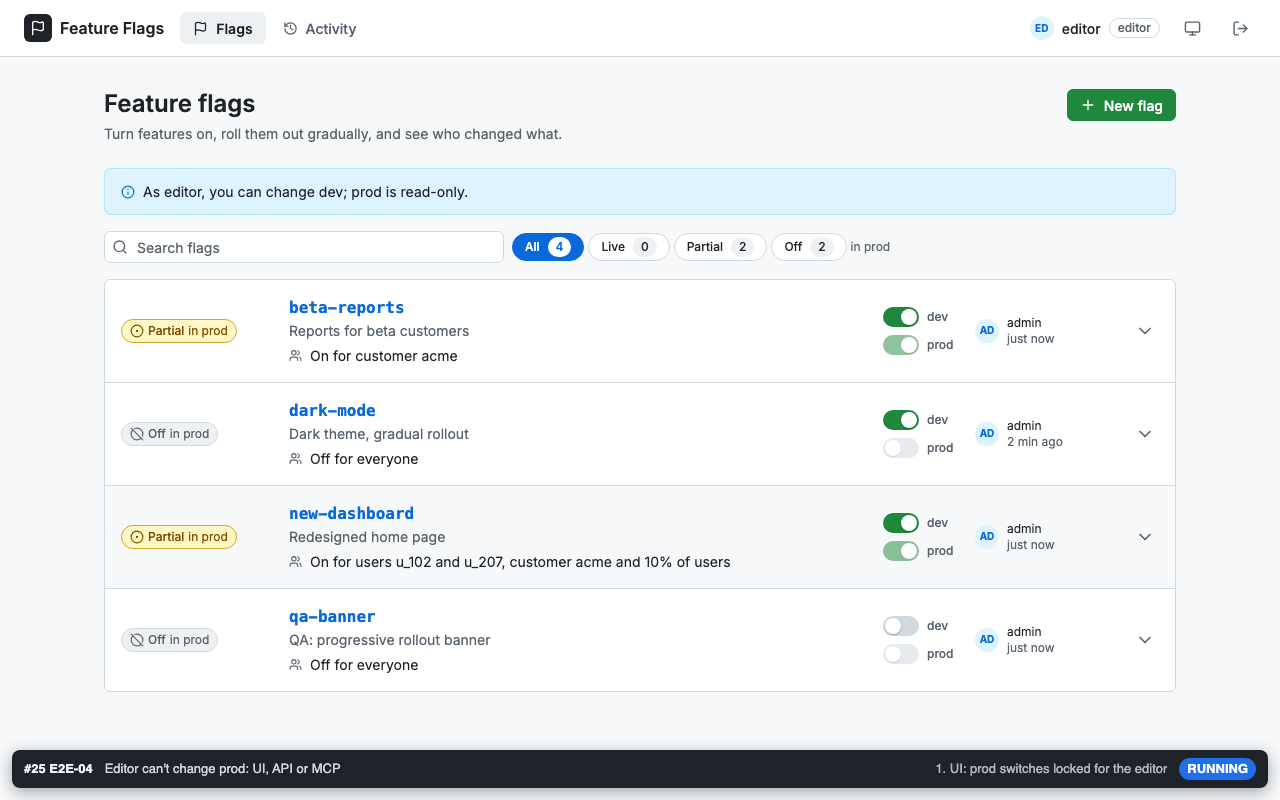 Feature Flags
Flags
Activity
ED
editor
editor
Feature flags
New flag
Turn features on, roll them out gradually, and see who changed what.
As editor, you can change dev; prod is read-only.
Search flags
All 4
Live 0
Partial 2
Off 2
in prod
Partial in prod
beta-reports
Reports for beta customers
On for customer acme
dev
prod
AD
admin
just now
Off in prod
dark-mode
Dark theme, gradual rollout
Off for everyone
dev
prod
AD
admin
2 min ago
Partial in prod
new-dashboard
Redesigned home page
On for users u_102 and u_207, customer acme and 10% of users
dev
prod
AD
admin
just now
Off in prod
qa-banner
QA: progressive rollout banner
Off for everyone
dev
prod
AD
admin
just now
#25 E2E-04 Editor can't change prod: UI, API or MCP
1. UI: prod switches locked for the editor
RUNNING